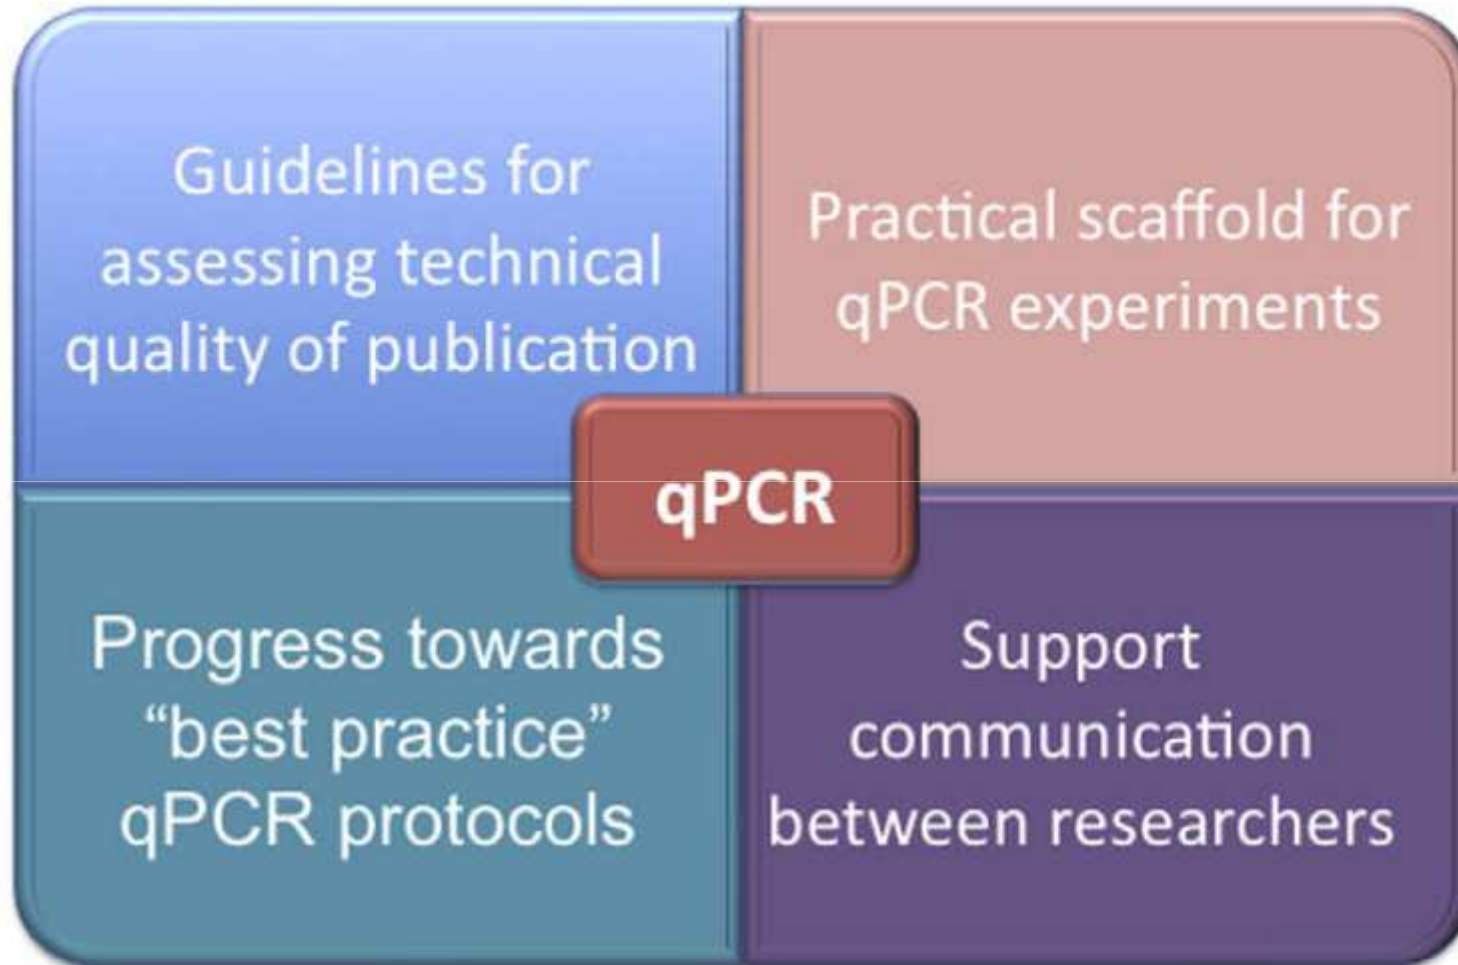 Guidelines for
assessing technical
quality of publication
Practical scaffold for
qPCR experiments
qPCR
Progress towards
“best practice”
qPCR protocols
Support
communication
between researchers